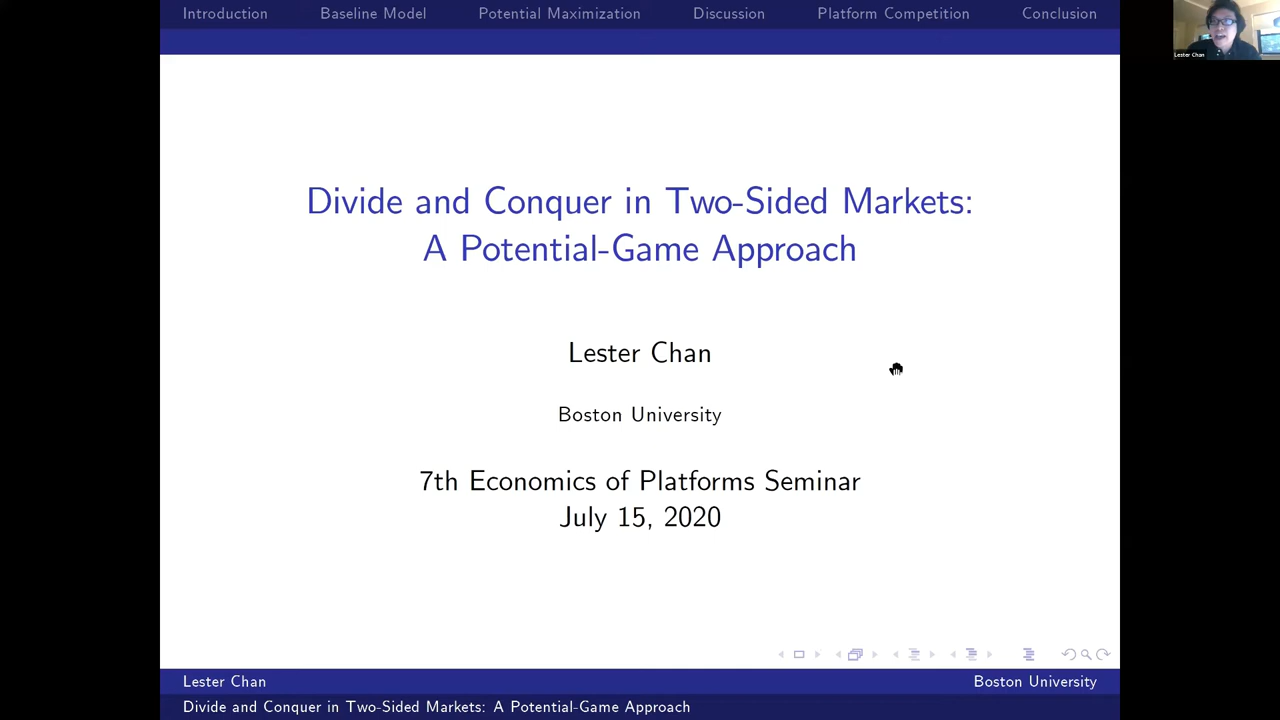 Introduction Baseline Model Potential Maximization Discussion Platform Competition Conclusion
Lester Chan
Divide and Conquer in Two-Sided Markets:
A Potential-Game Approach
Lester Chan
Boston University
7th Economics of Platforms Seminar
July 15, 2020
Lester Chan Boston University
Divide and Conquer in Two-Sided Markets: A Potential-Game Approach